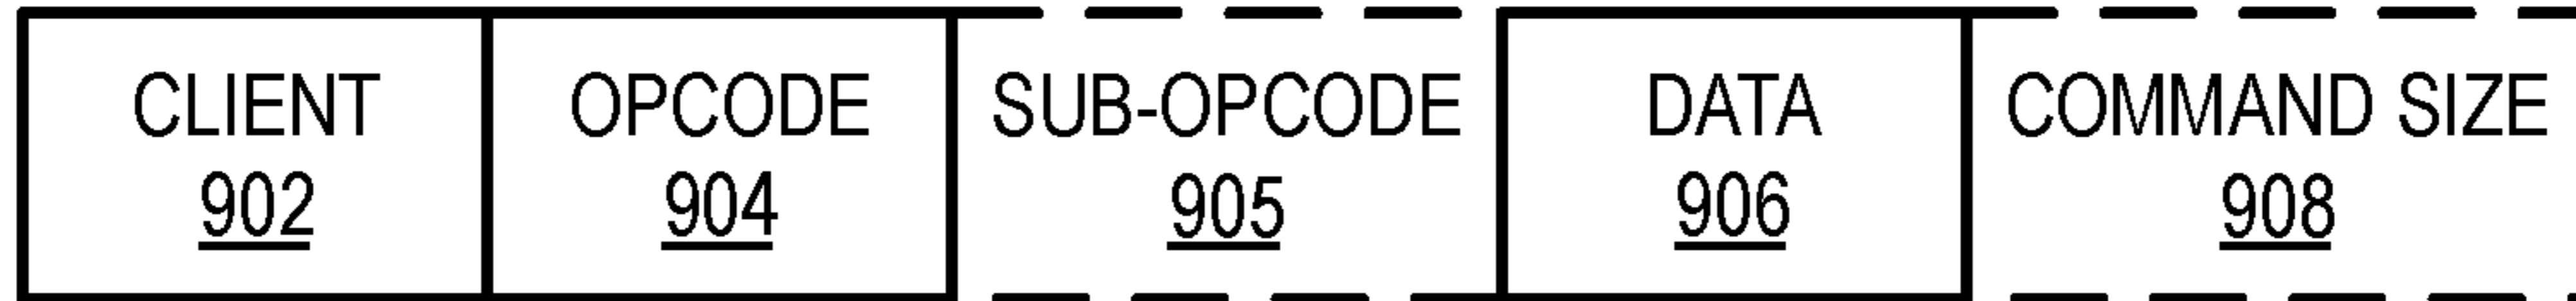 CLIENT
902
OPCODE
904
SUB-OPCODE
905
DATA
906
COMMAND SIZE
908